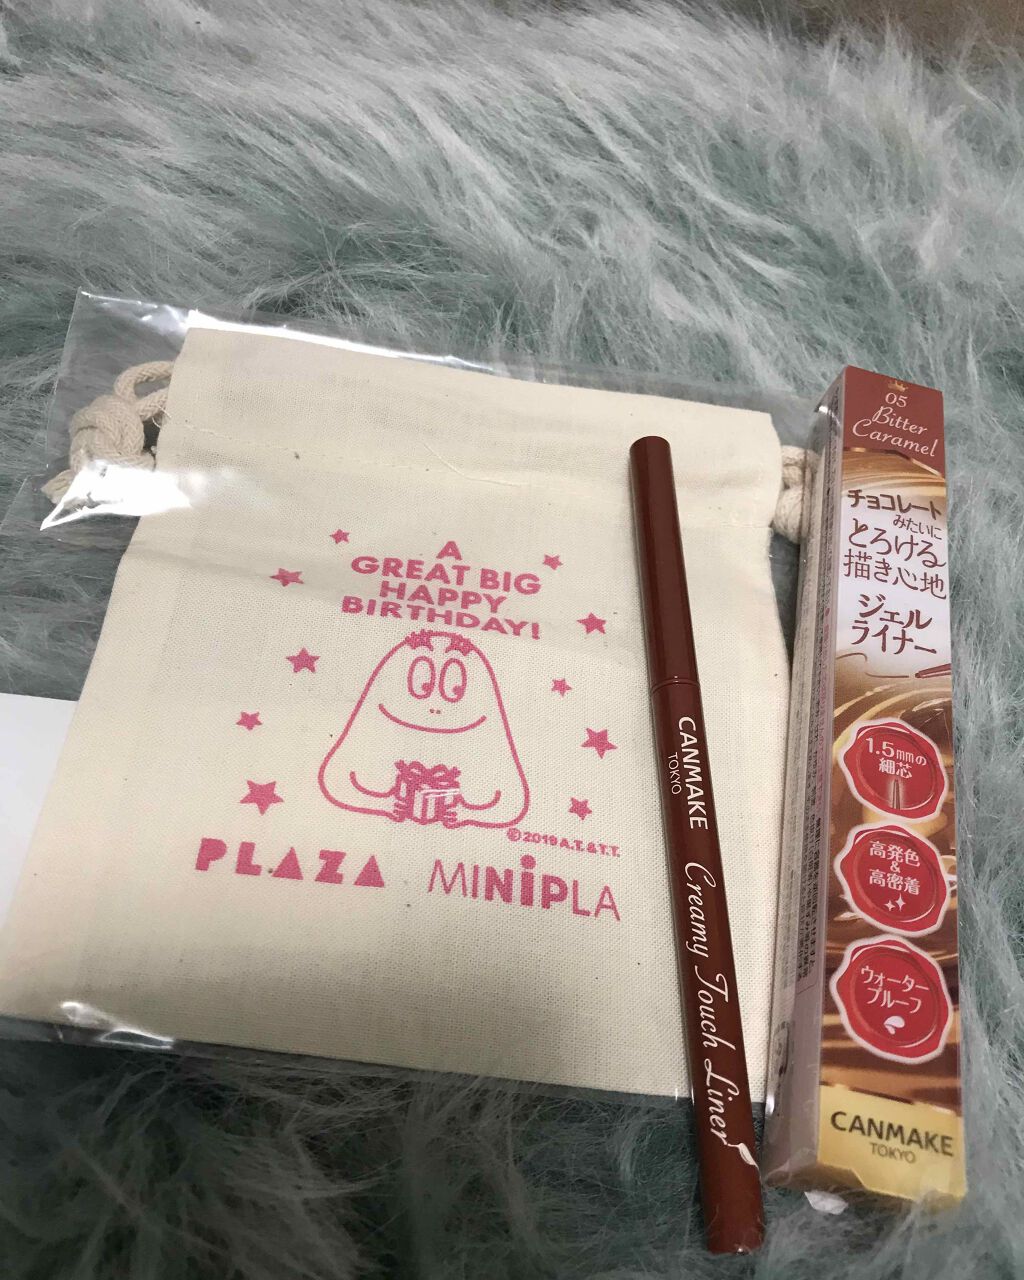 A
GREAT BIG
HAPPY
BIRTHDAY!
©2019 A.T.&T.T.
PLAZA MINiPLA
CANMAKE
TOKYO
Creamy Touch Liner
05
Bitter
Caramel
チョコレート
みたいに
とろける
描き心地
ジェル
ライナー
1.5mmの
細芯
高発色
&
高密着
ウォーター
プルーフ
CANMAKE
TOKYO